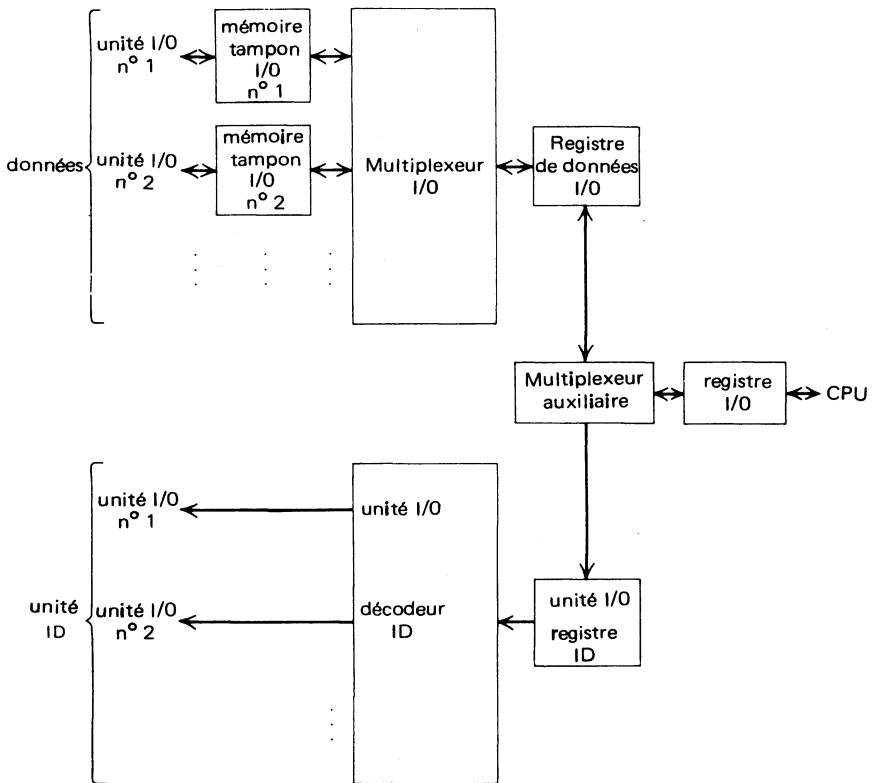 données
unité I/O
n° 1
mémoire
tampon
I/O
n° 1
unité I/O
n° 2
mémoire
tampon
I/O
n° 2
Multiplexeur
I/O
Registre
de données
I/O
Multiplexeur
auxiliaire
registre
I/O
CPU
unité
ID
unité I/O
n° 1
unité I/O
n° 2
unité I/O
décodeur
ID
unité I/O
registre
ID